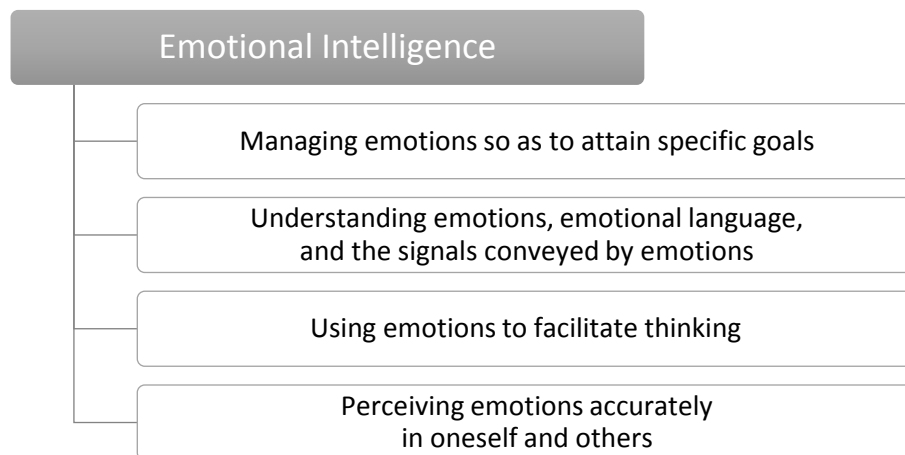 Emotional Intelligence
Managing emotions so as to attain specific goals
Understanding emotions, emotional language,
and the signals conveyed by emotions
Using emotions to facilitate thinking
Perceiving emotions accurately
in oneself and others